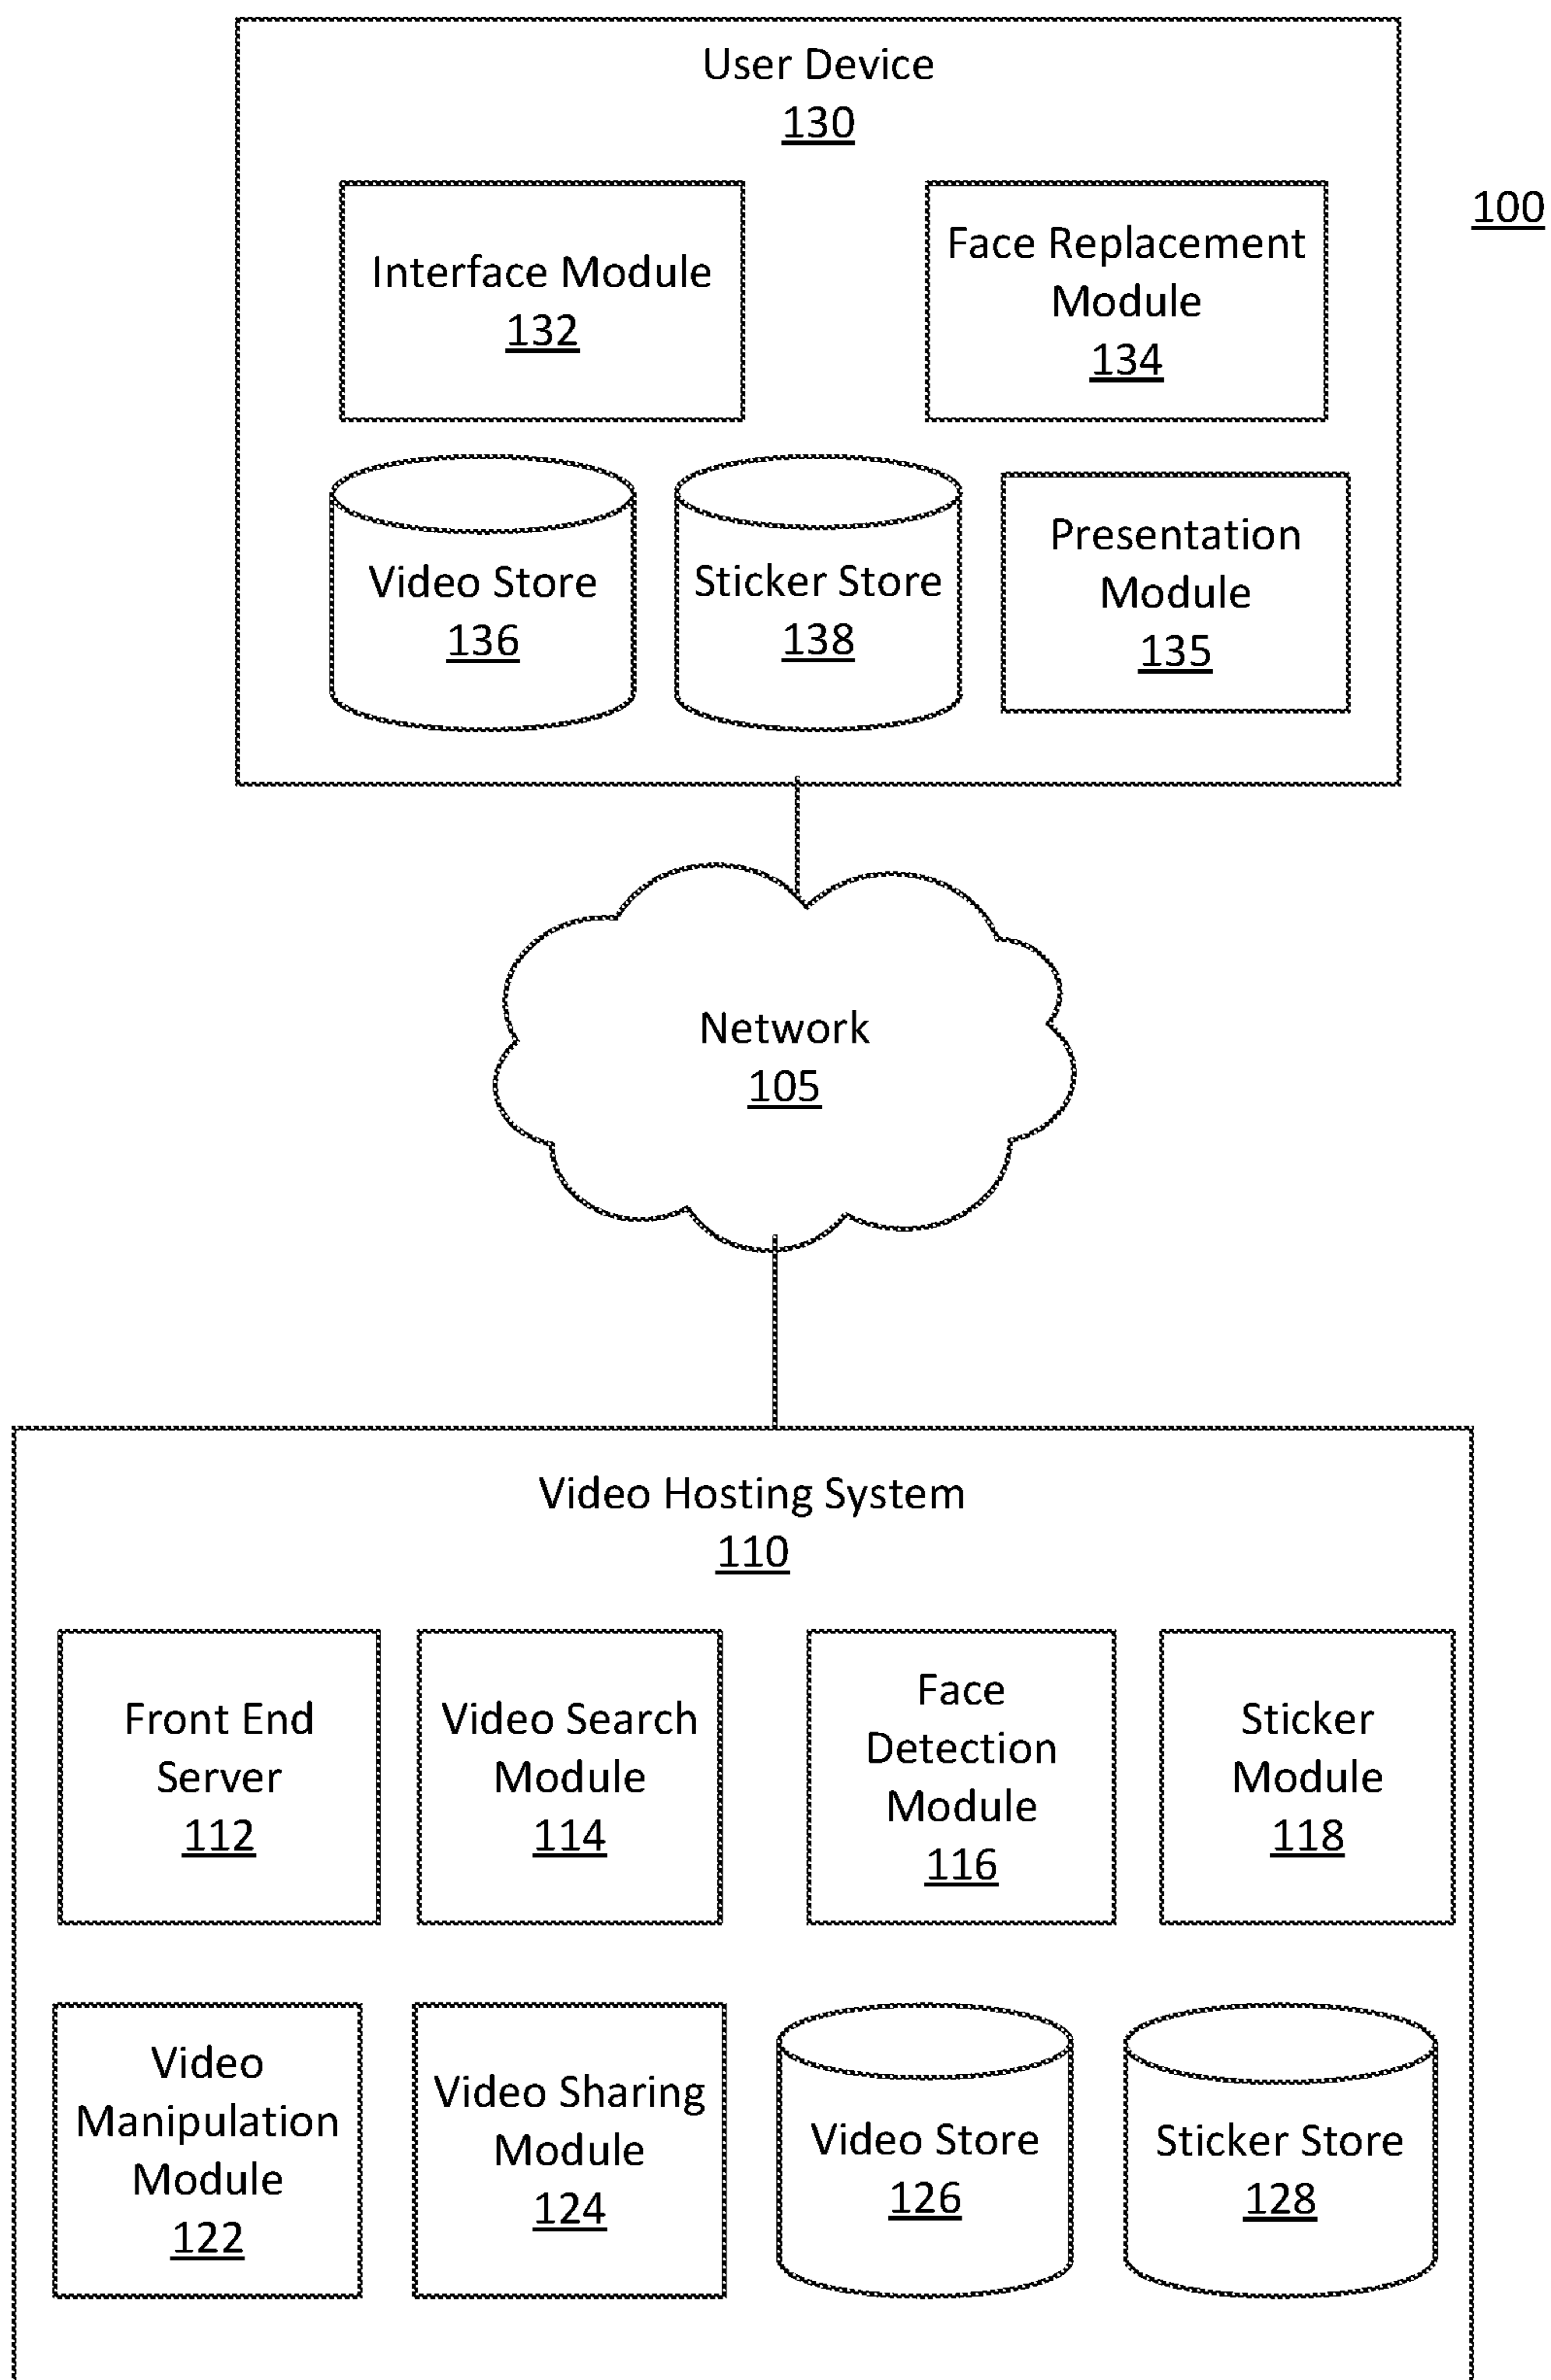 User Device
130
100
Interface Module
132
Face Replacement
Module
134
Video Store
136
Sticker Store
138
Presentation
Module
135
Network
105
Video Hosting System
110
Front End
Server
112
Video Search
Module
114
Face
Detection
Module
116
Sticker
Module
118
Video
Manipulation
Module
122
Video Sharing
Module
124
Video Store
126
Sticker Store
128